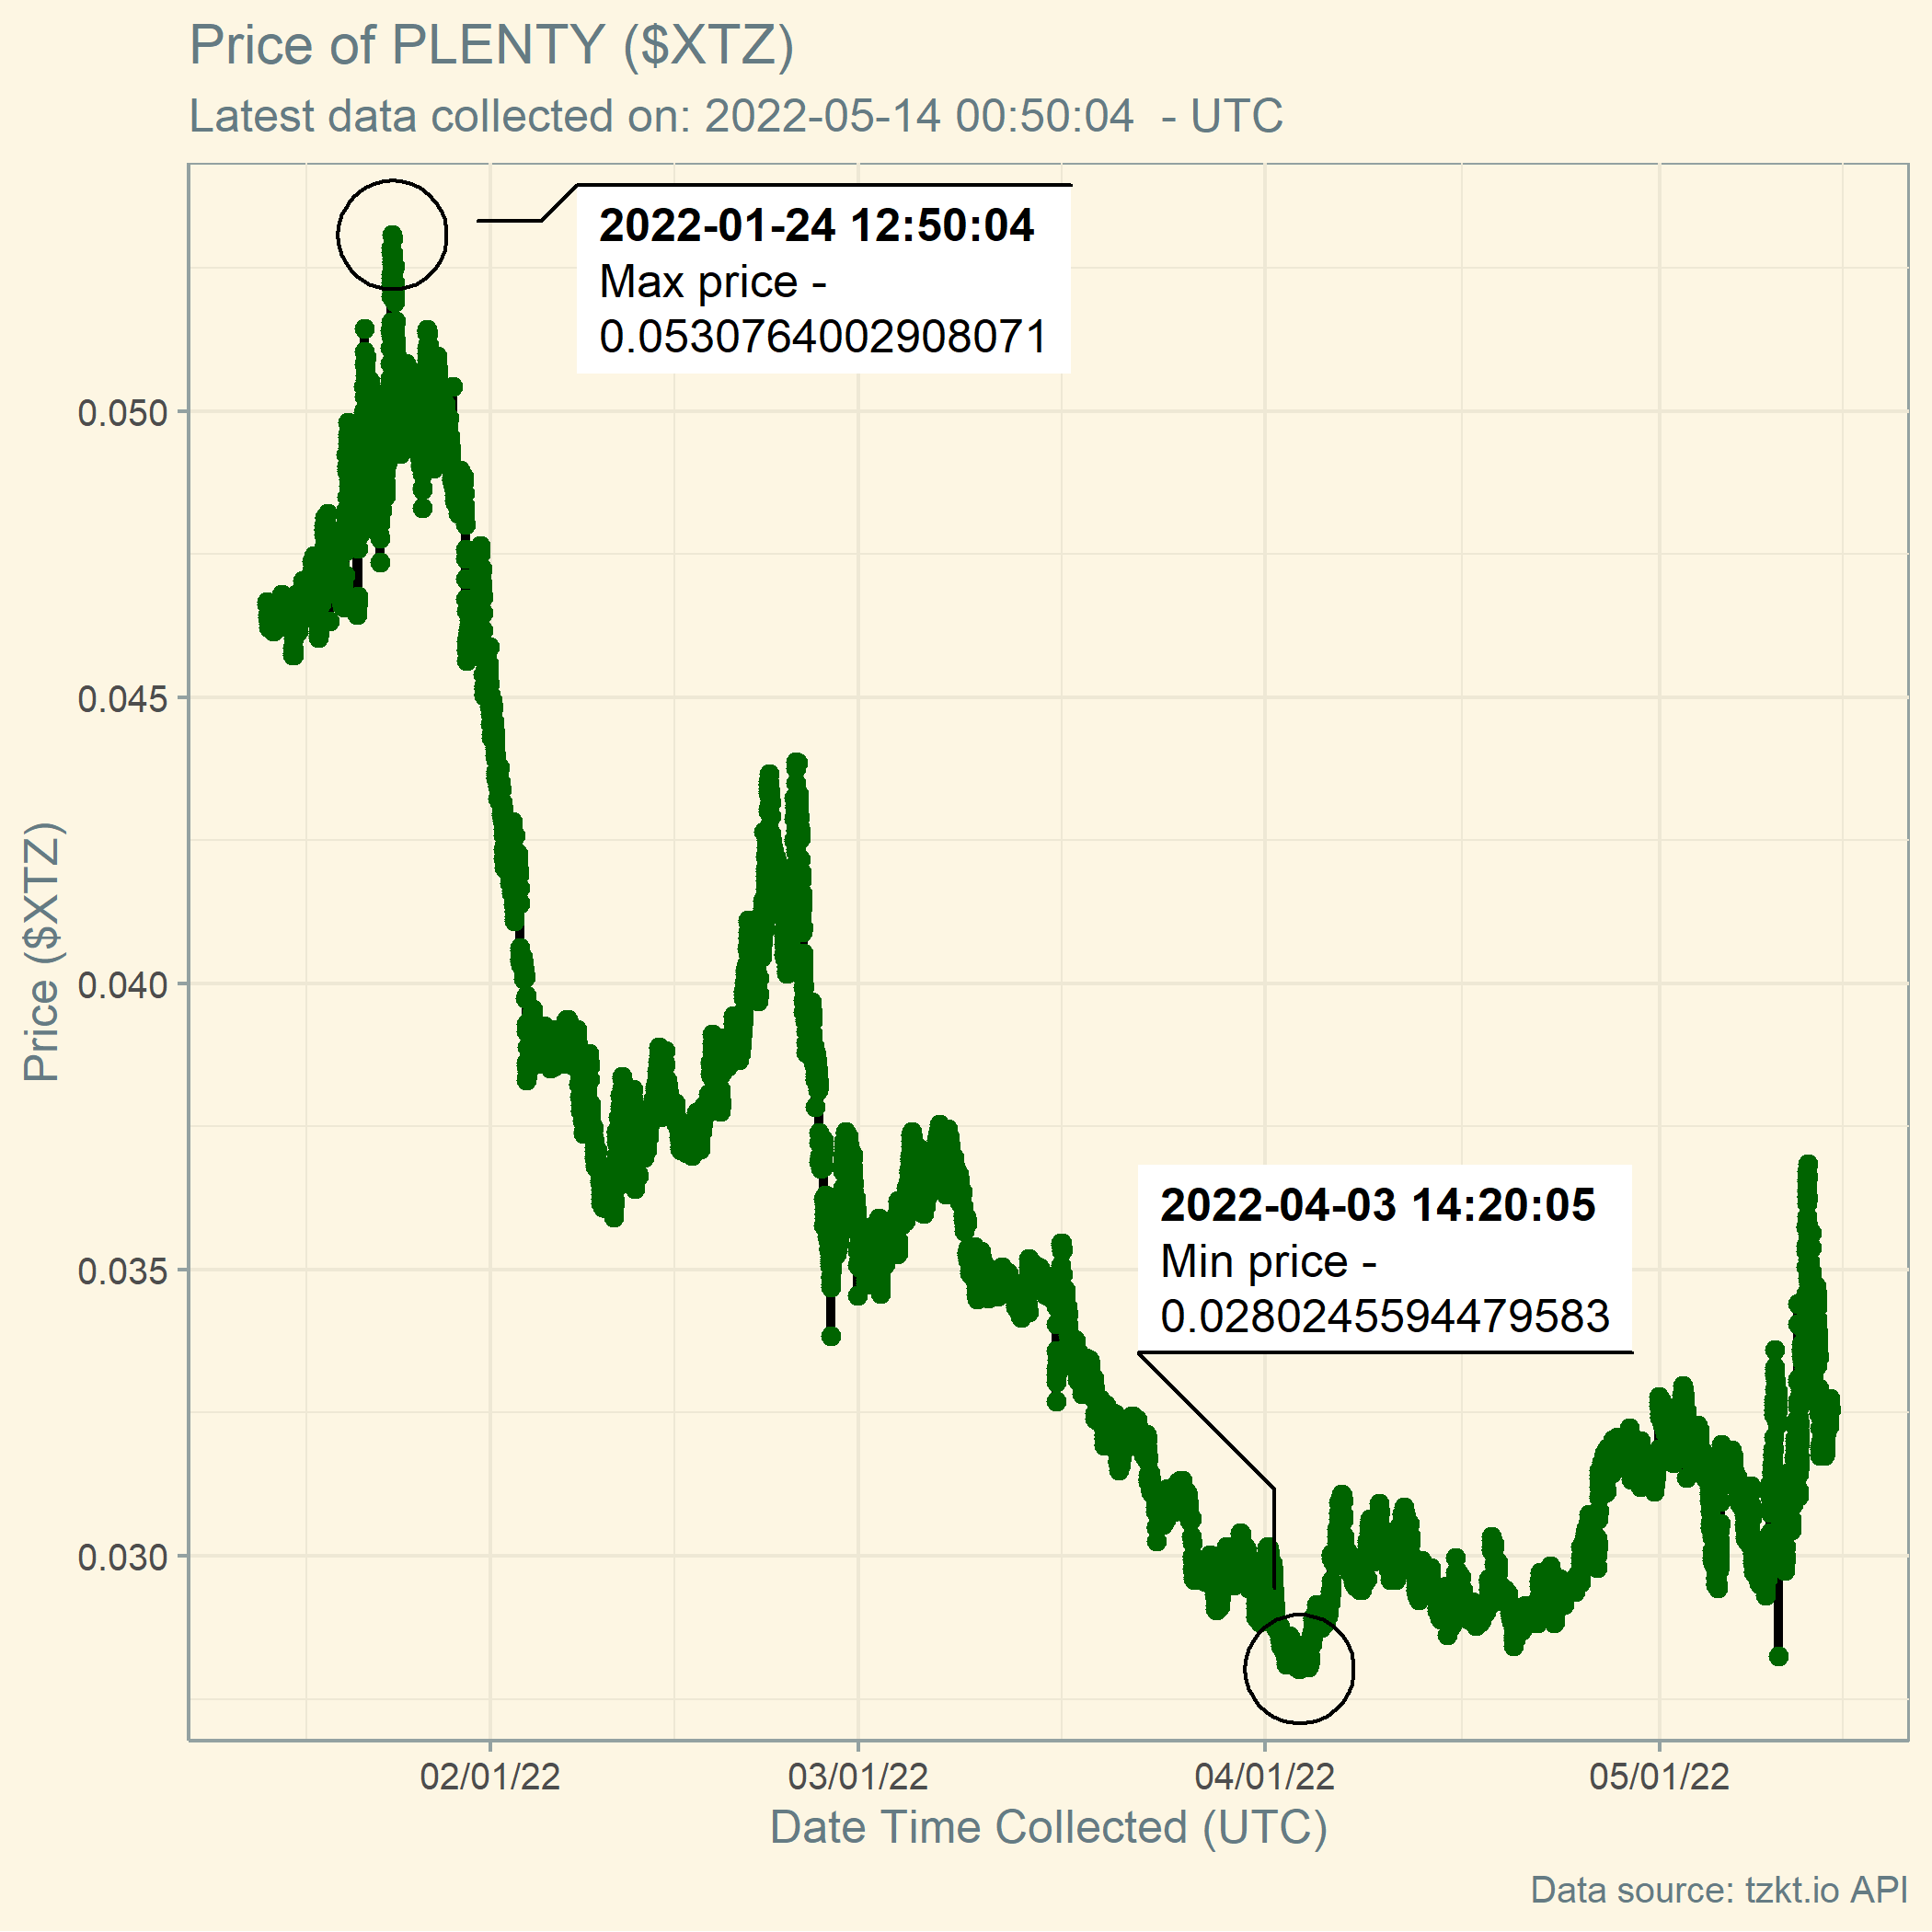 Price of PLENTY ($XTZ)
Latest data collected on: 2022-05-14 00:50:04  - UTC
2022-01-24 12:50:04
Max price -
0.0530764002908071
0.050
0.045
0.040
0.035
0.030
Price ($XTZ)
2022-04-03 14:20:05
Min price -
0.0280245594479583
02/01/22
03/01/22
04/01/22
05/01/22
Date Time Collected (UTC)
Data source: tzkt.io API